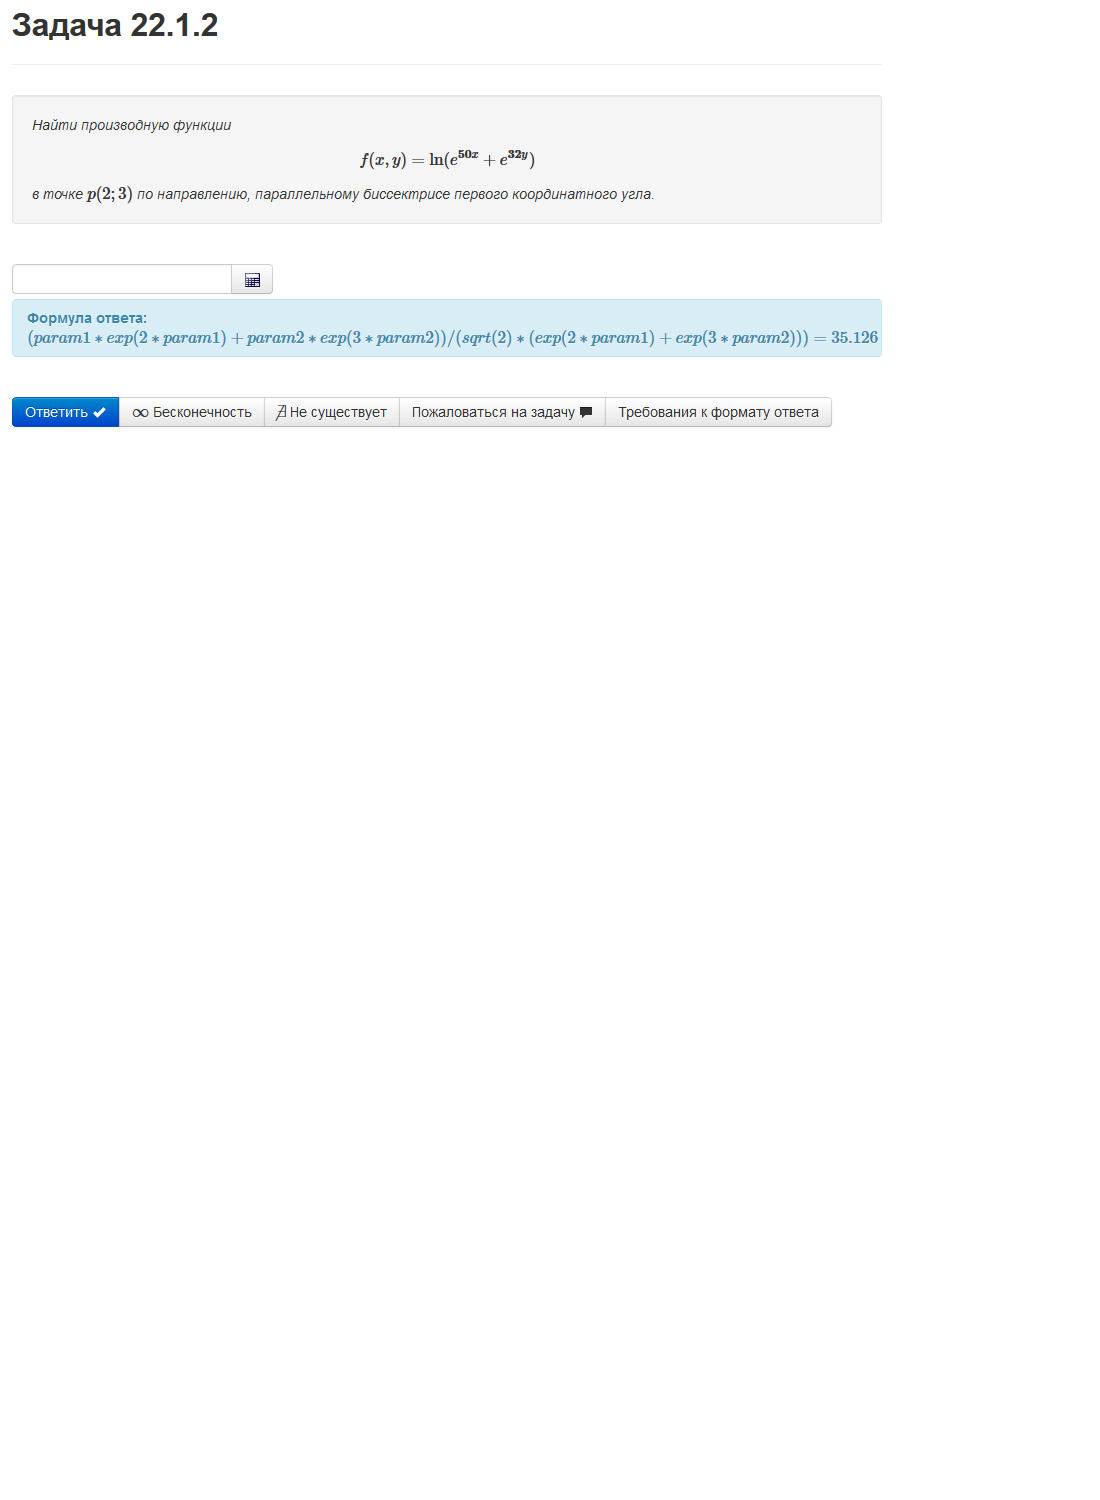 Задача 22.1.2
Найти производную функции
f(x, y) = ln(e^{50x} + e^{32y})
в точке p(2; 3) по направлению, параллельному биссектрисе первого координатного угла.
Формула ответа:
(param1 * exp(2 * param1) + param2 * exp(3 * param2))/(sqrt(2) * (exp(2 * param1) + exp(3 * param2))) = 35.126
Ответить
∞ Бесконечность
∄ Не существует
Пожаловаться на задачу
Требования к формату ответа